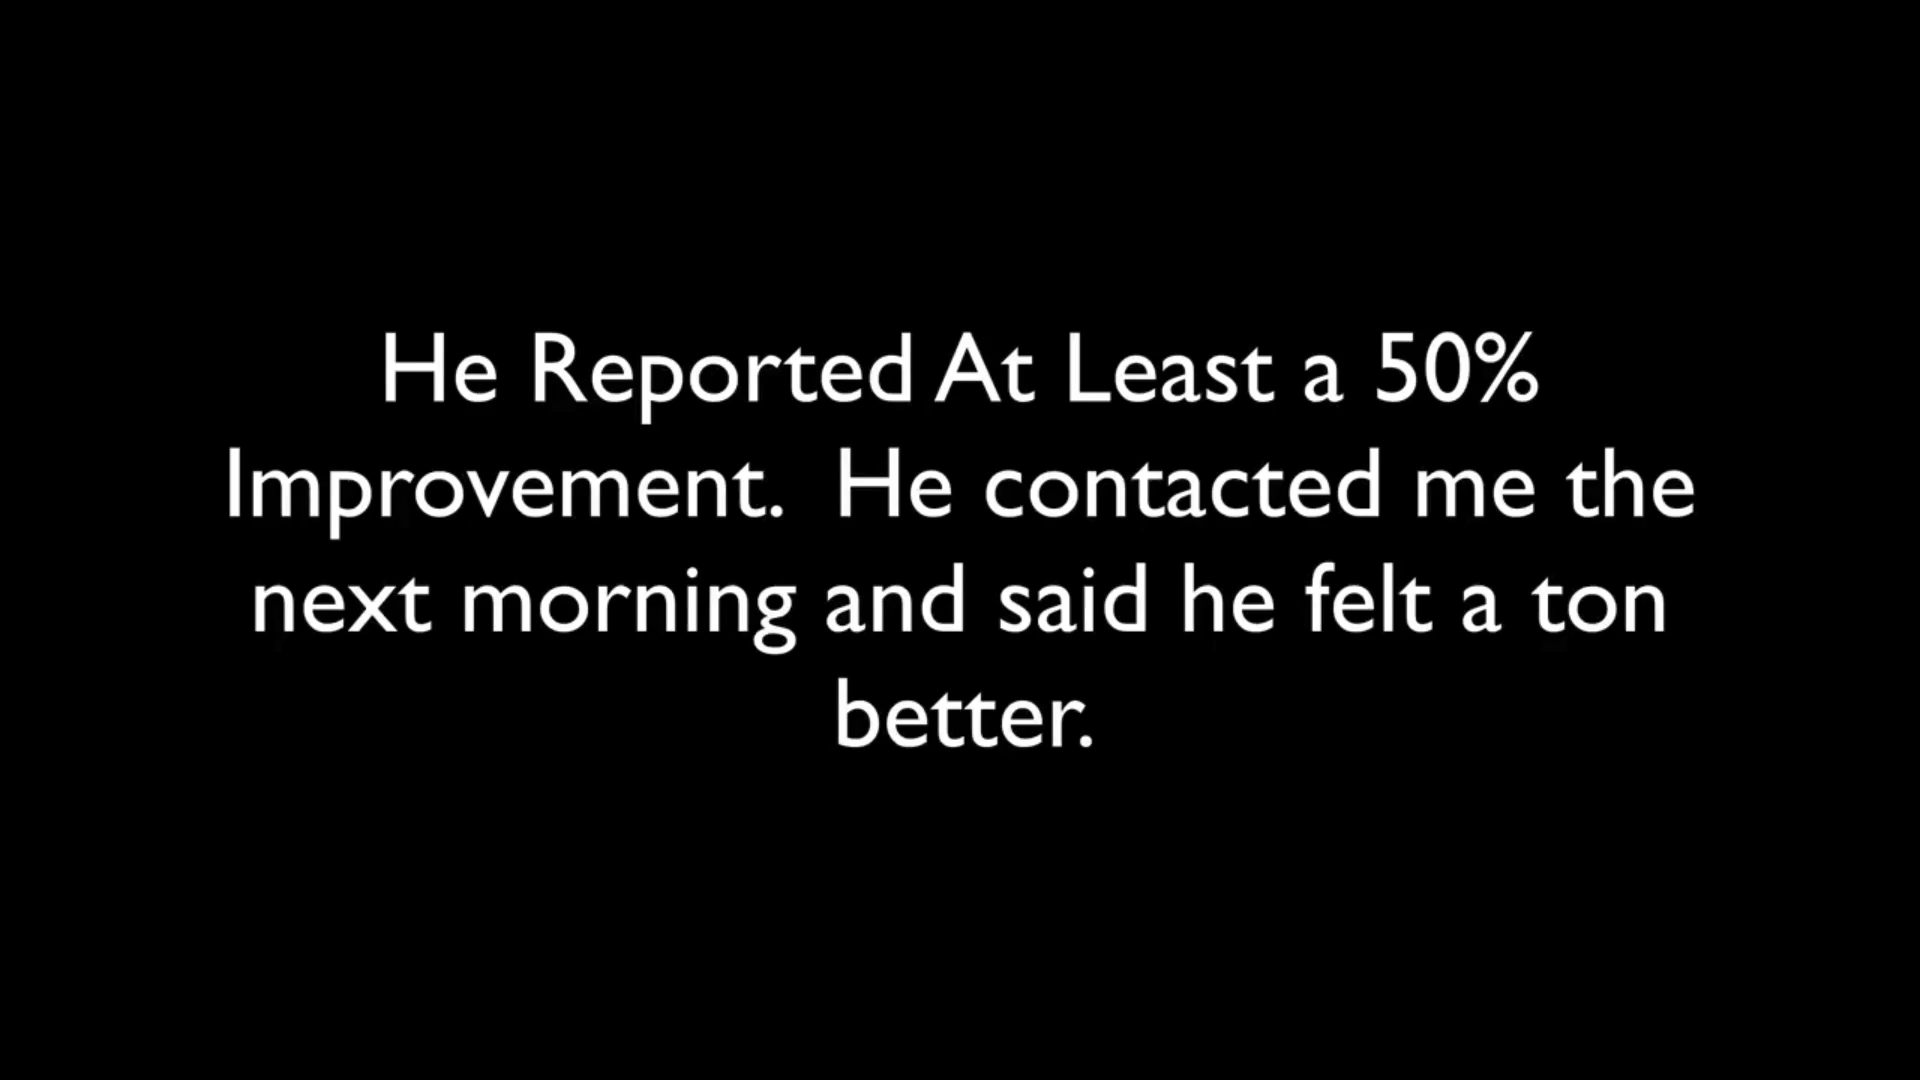 He Reported At Least a 50%
Improvement.  He contacted me the
next morning and said he felt a ton
better.